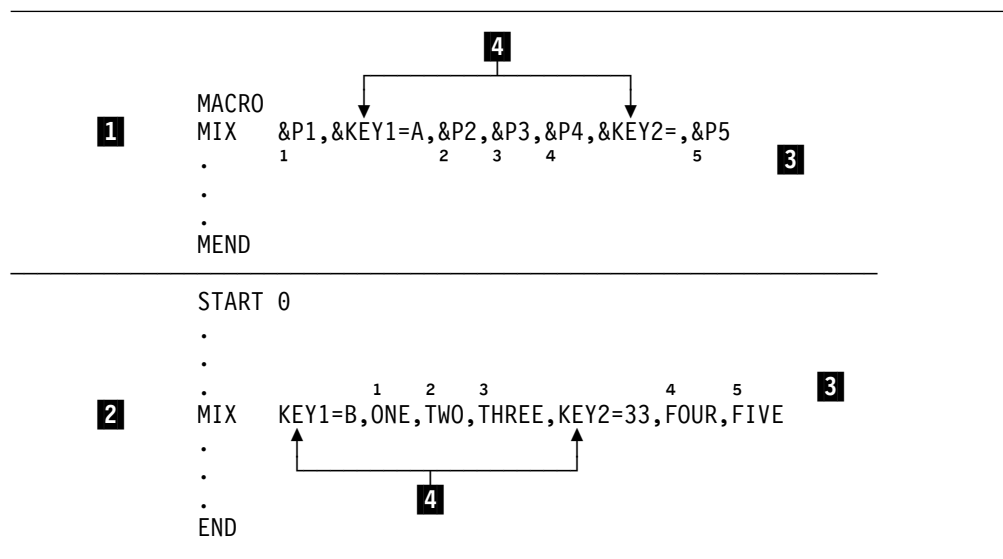 4
MACRO
1 MIX &P1,&KEY1=A,&P2,&P3,&P4,&KEY2=,&P5
1 2 3 4 5 3
.
.
.
MEND
START 0
.
.
. 1 2 3 4 5 3
2 MIX KEY1=B,ONE,TWO,THREE,KEY2=33,FOUR,FIVE
.
.
4
.
END